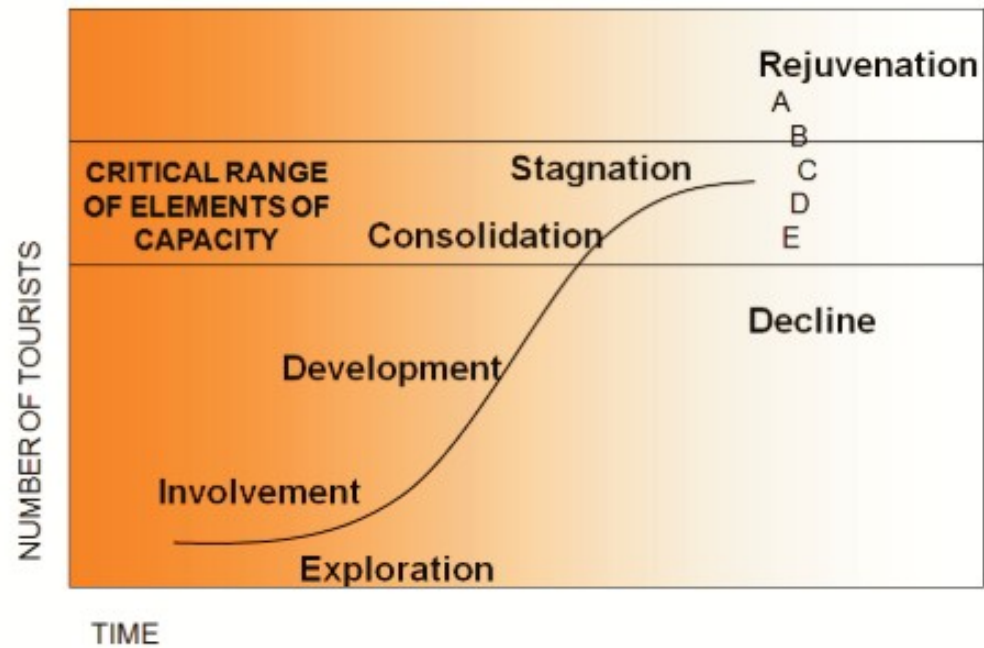 Rejuvenation
A
B
CRITICAL RANGE
OF ELEMENTS OF
CAPACITY
Stagnation
C
D
Consolidation
E
Decline
Development
Involvement
Exploration
NUMBER OF TOURISTS
TIME